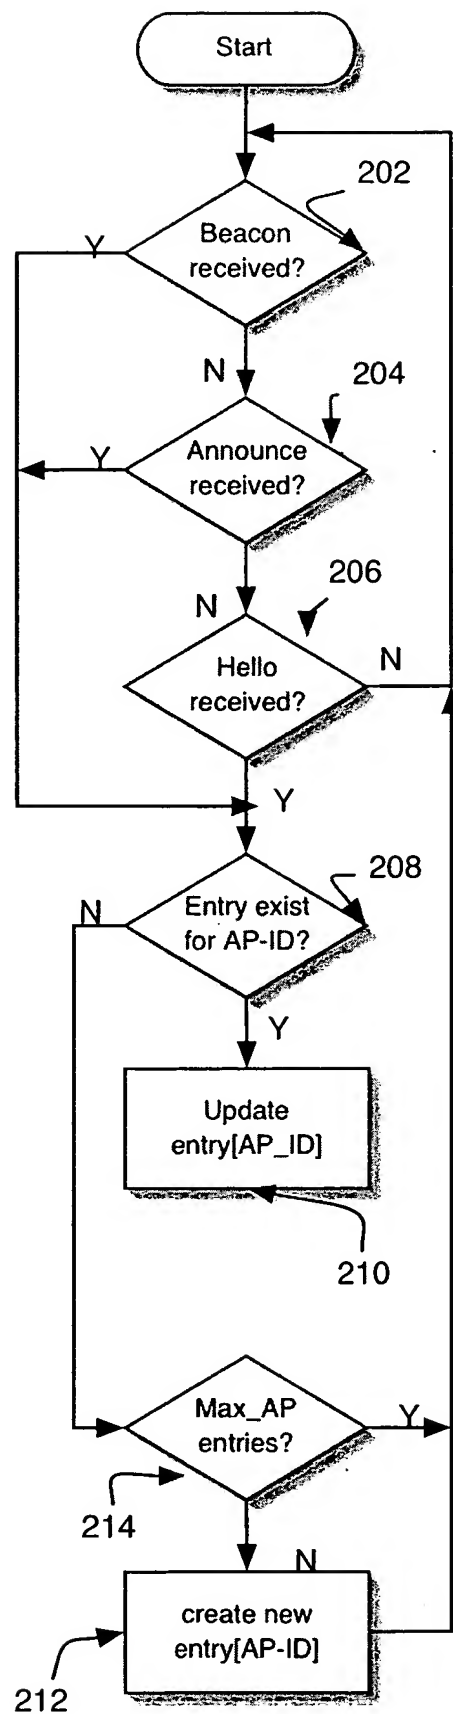 Start
202
Y
Beacon
received?
N
204
Y
Announce
received?
206
N
Hello
received?
N
Y
208
N
Entry exist
for AP-ID?
Y
Update
entry[AP_ID]
210
Max_AP
entries?
Y
214
N
create new
entry[AP-ID]
212